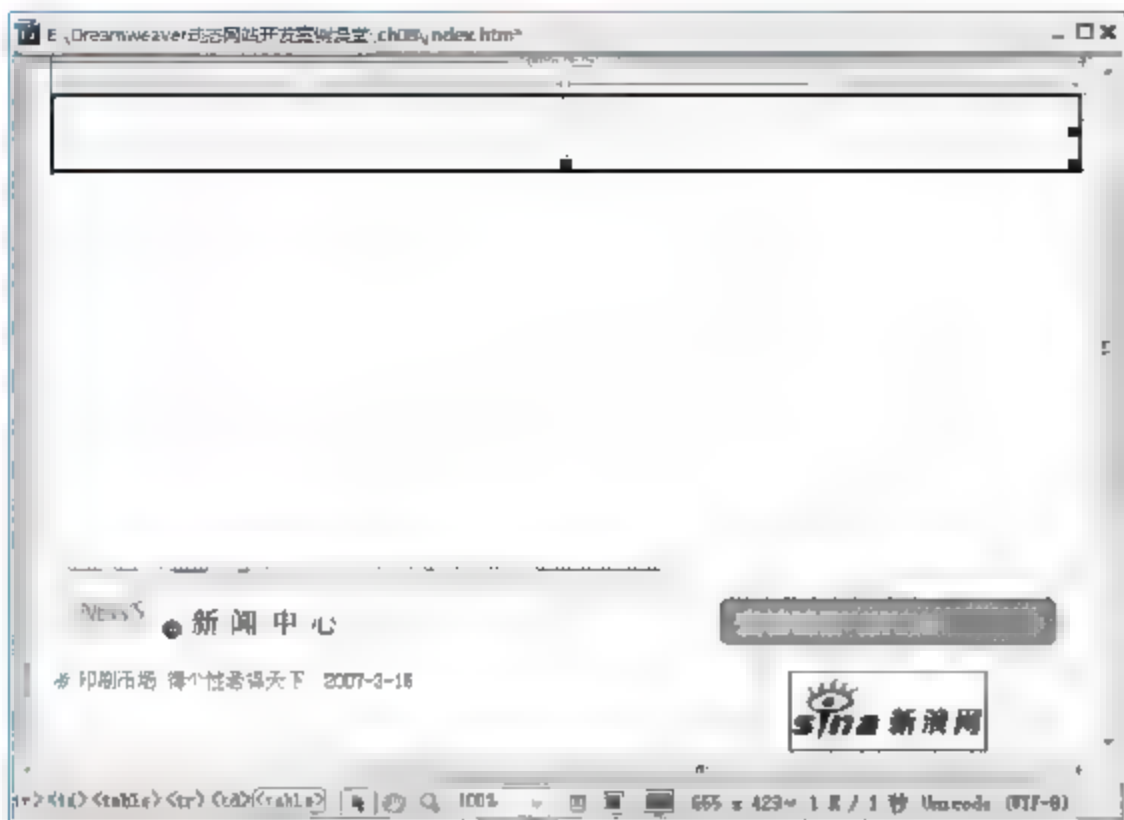 E:\Dreamweaver动态网站开发案例课堂\ch08\index.htm*
NEWS
新闻中心
印刷市场 得个性者得天下 2007-3-15
sina 新浪网
<td><table><tr><td><table> 100% 655 x 423 1 K / 1 秒 Unicode (UTF-8)